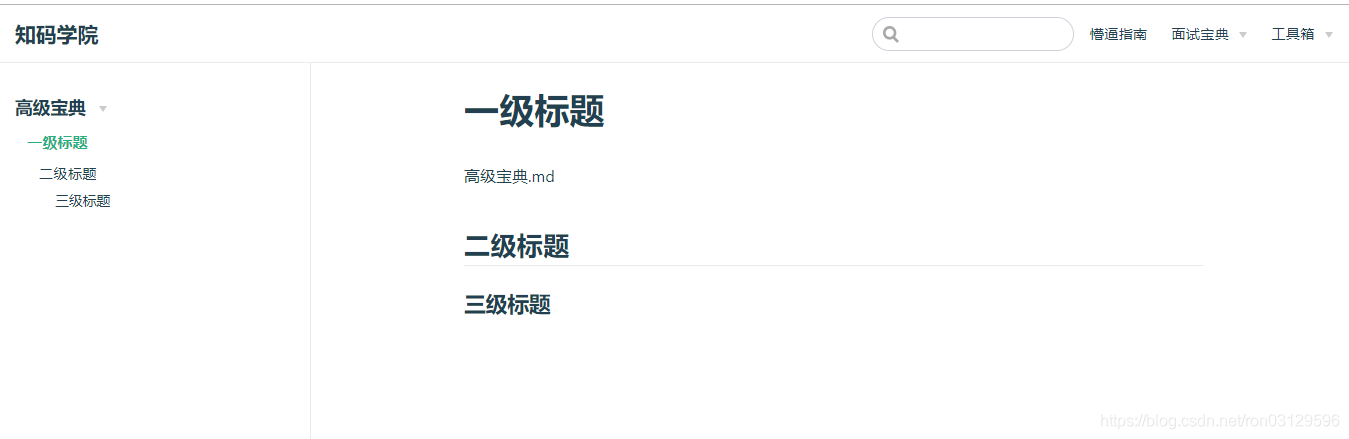 知码学院
懵逼指南 面试宝典 工具箱
高级宝典
一级标题
二级标题
三级标题
一级标题
高级宝典.md
二级标题
三级标题
https://blog.csdn.net/ron03129596